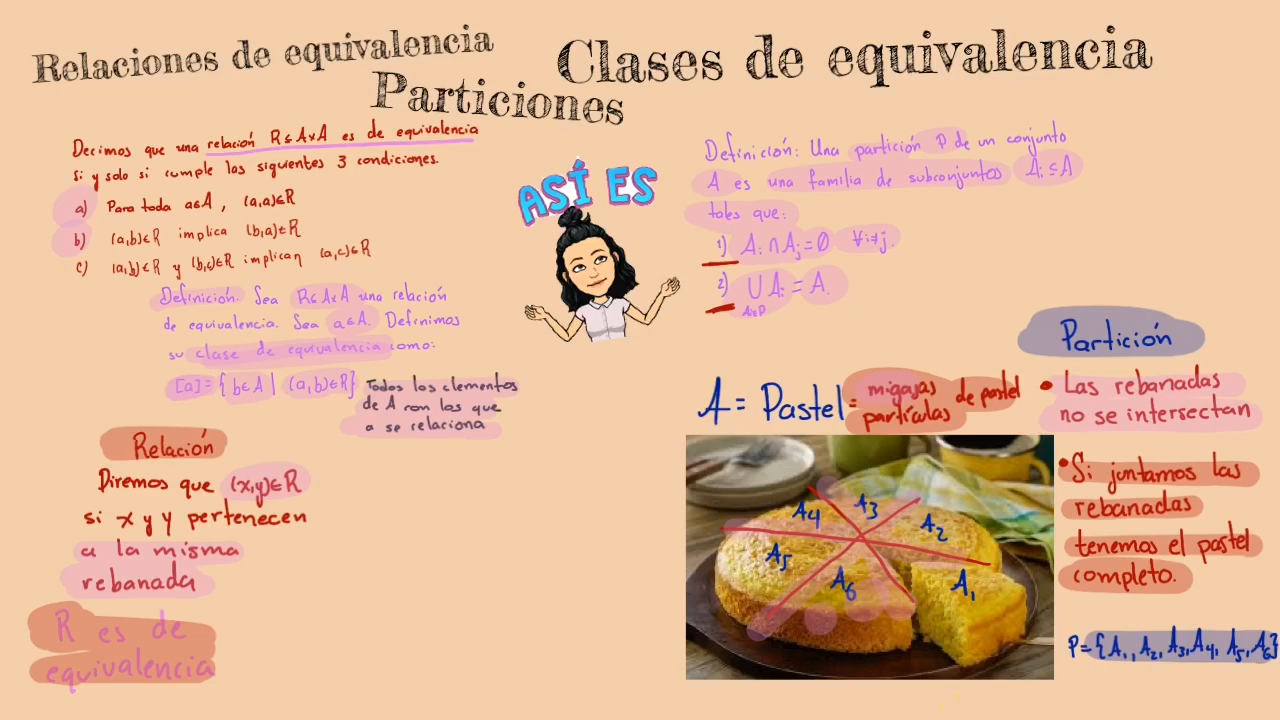 Relaciones de equivalencia
Particiones
Clases de equivalencia
Decimos que una relación R⊆A×A es de equivalencia
si y solo si cumple las siguientes 3 condiciones.
a) Para toda a∈A, (a,a)∈R
b) (a,b)∈R implica (b,a)∈R
c) (a,b)∈R y (b,c)∈R implican (a,c)∈R
Definición: Sea R⊆A×A una relación
de equivalencia. Sea a∈A. Definimos
su clase de equivalencia como:
[a]={b∈A | (a,b)∈R}
Todos los elementos
de A con los que
a se relaciona
Relación
Diremos que (x,y)∈R
si x y y pertenecen
a la misma
rebanada
R es de
equivalencia
ASÍ ES
Definición: Una partición P de un conjunto
A es una familia de subconjuntos Ai⊆A
tales que:
1) Ai∩Aj=∅ ∀i≠j.
2) ∪Ai=A.
Ai∈P
Partición
A = Pastel = migajas de pastel
partículas
• Las rebanadas
no se intersectan
• Si juntamos las
rebanadas
tenemos el pastel
completo.
A4 A3 A2
A5 A6 A1
P={A1, A2, A3, A4, A5, A6}